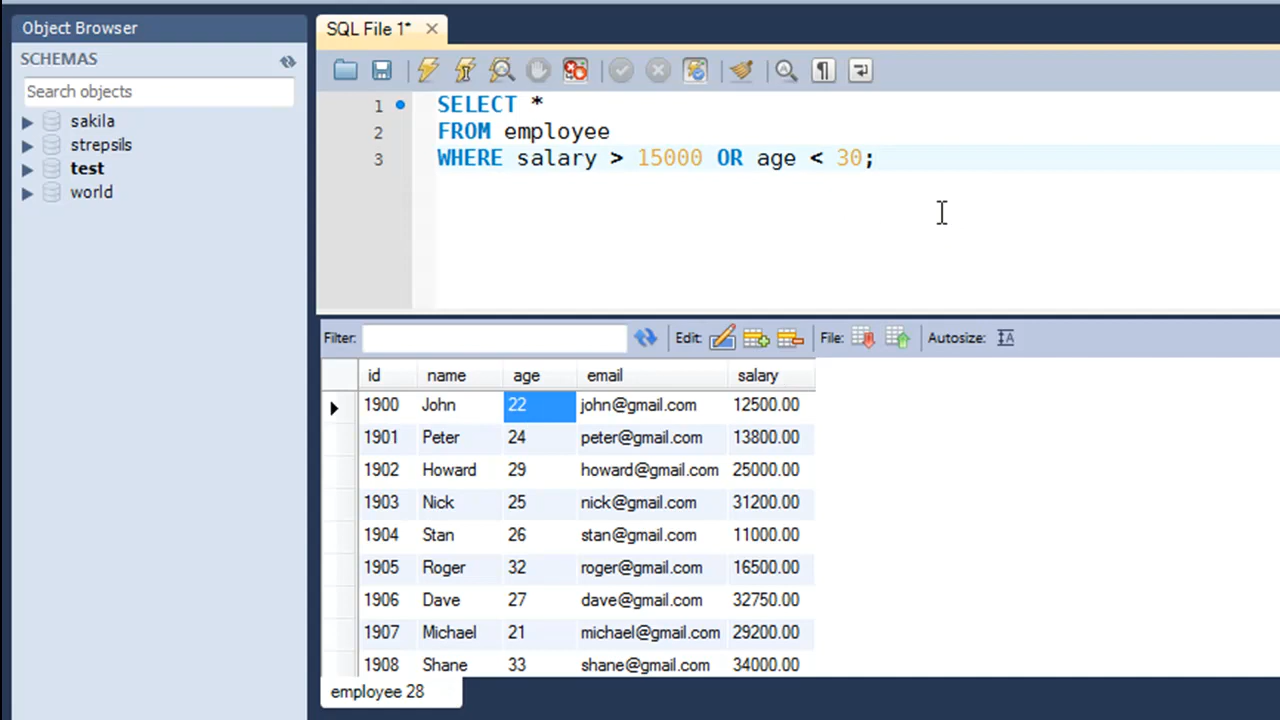 Object Browser
SCHEMAS
Search objects
sakila
strepsils
test
world
SQL File 1*
1 SELECT *
2 FROM employee
3 WHERE salary > 15000 OR age < 30;
Filter: Edit: File: Autosize:
id name age email salary
1900 John 22 john@gmail.com 12500.00
1901 Peter 24 peter@gmail.com 13800.00
1902 Howard 29 howard@gmail.com 25000.00
1903 Nick 25 nick@gmail.com 31200.00
1904 Stan 26 stan@gmail.com 11000.00
1905 Roger 32 roger@gmail.com 16500.00
1906 Dave 27 dave@gmail.com 32750.00
1907 Michael 21 michael@gmail.com 29200.00
1908 Shane 33 shane@gmail.com 34000.00
employee 28